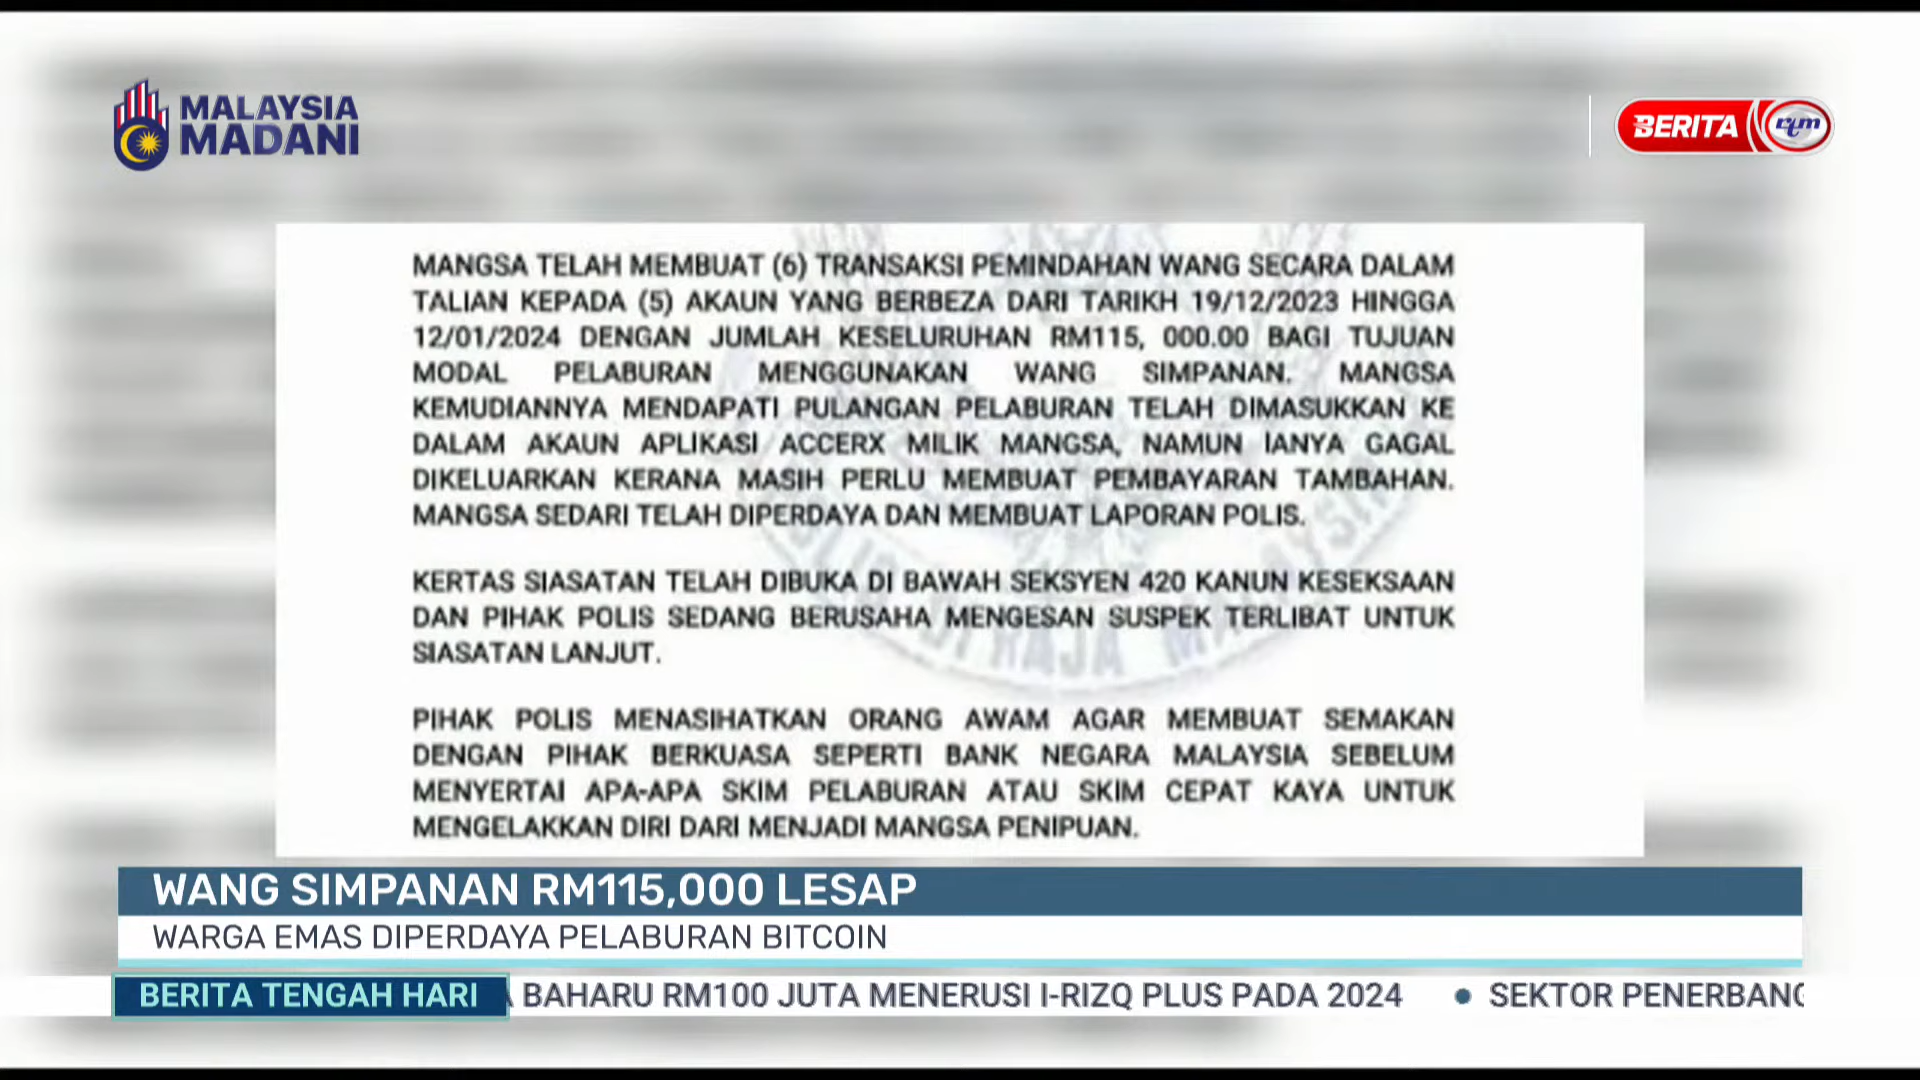 MALAYSIA
MADANI
BERITA rtm
MANGSA TELAH MEMBUAT (6) TRANSAKSI PEMINDAHAN WANG SECARA DALAM
TALIAN KEPADA (5) AKAUN YANG BERBEZA DARI TARIKH 19/12/2023 HINGGA
12/01/2024 DENGAN JUMLAH KESELURUHAN RM115, 000.00 BAGI TUJUAN
MODAL PELABURAN MENGGUNAKAN WANG SIMPANAN. MANGSA
KEMUDIANNYA MENDAPATI PULANGAN PELABURAN TELAH DIMASUKKAN KE
DALAM AKAUN APLIKASI ACCERX MILIK MANGSA, NAMUN IANYA GAGAL
DIKELUARKAN KERANA MASIH PERLU MEMBUAT PEMBAYARAN TAMBAHAN.
MANGSA SEDARI TELAH DIPERDAYA DAN MEMBUAT LAPORAN POLIS.
KERTAS SIASATAN TELAH DIBUKA DI BAWAH SEKSYEN 420 KANUN KESEKSAAN
DAN PIHAK POLIS SEDANG BERUSAHA MENGESAN SUSPEK TERLIBAT UNTUK
SIASATAN LANJUT.
PIHAK POLIS MENASIHATKAN ORANG AWAM AGAR MEMBUAT SEMAKAN
DENGAN PIHAK BERKUASA SEPERTI BANK NEGARA MALAYSIA SEBELUM
MENYERTAI APA-APA SKIM PELABURAN ATAU SKIM CEPAT KAYA UNTUK
MENGELAKKAN DIRI DARI MENJADI MANGSA PENIPUAN.
WANG SIMPANAN RM115,000 LESAP
WARGA EMAS DIPERDAYA PELABURAN BITCOIN
BERITA TENGAH HARI BAHARU RM100 JUTA MENERUSI I-RIZQ PLUS PADA 2024 • SEKTOR